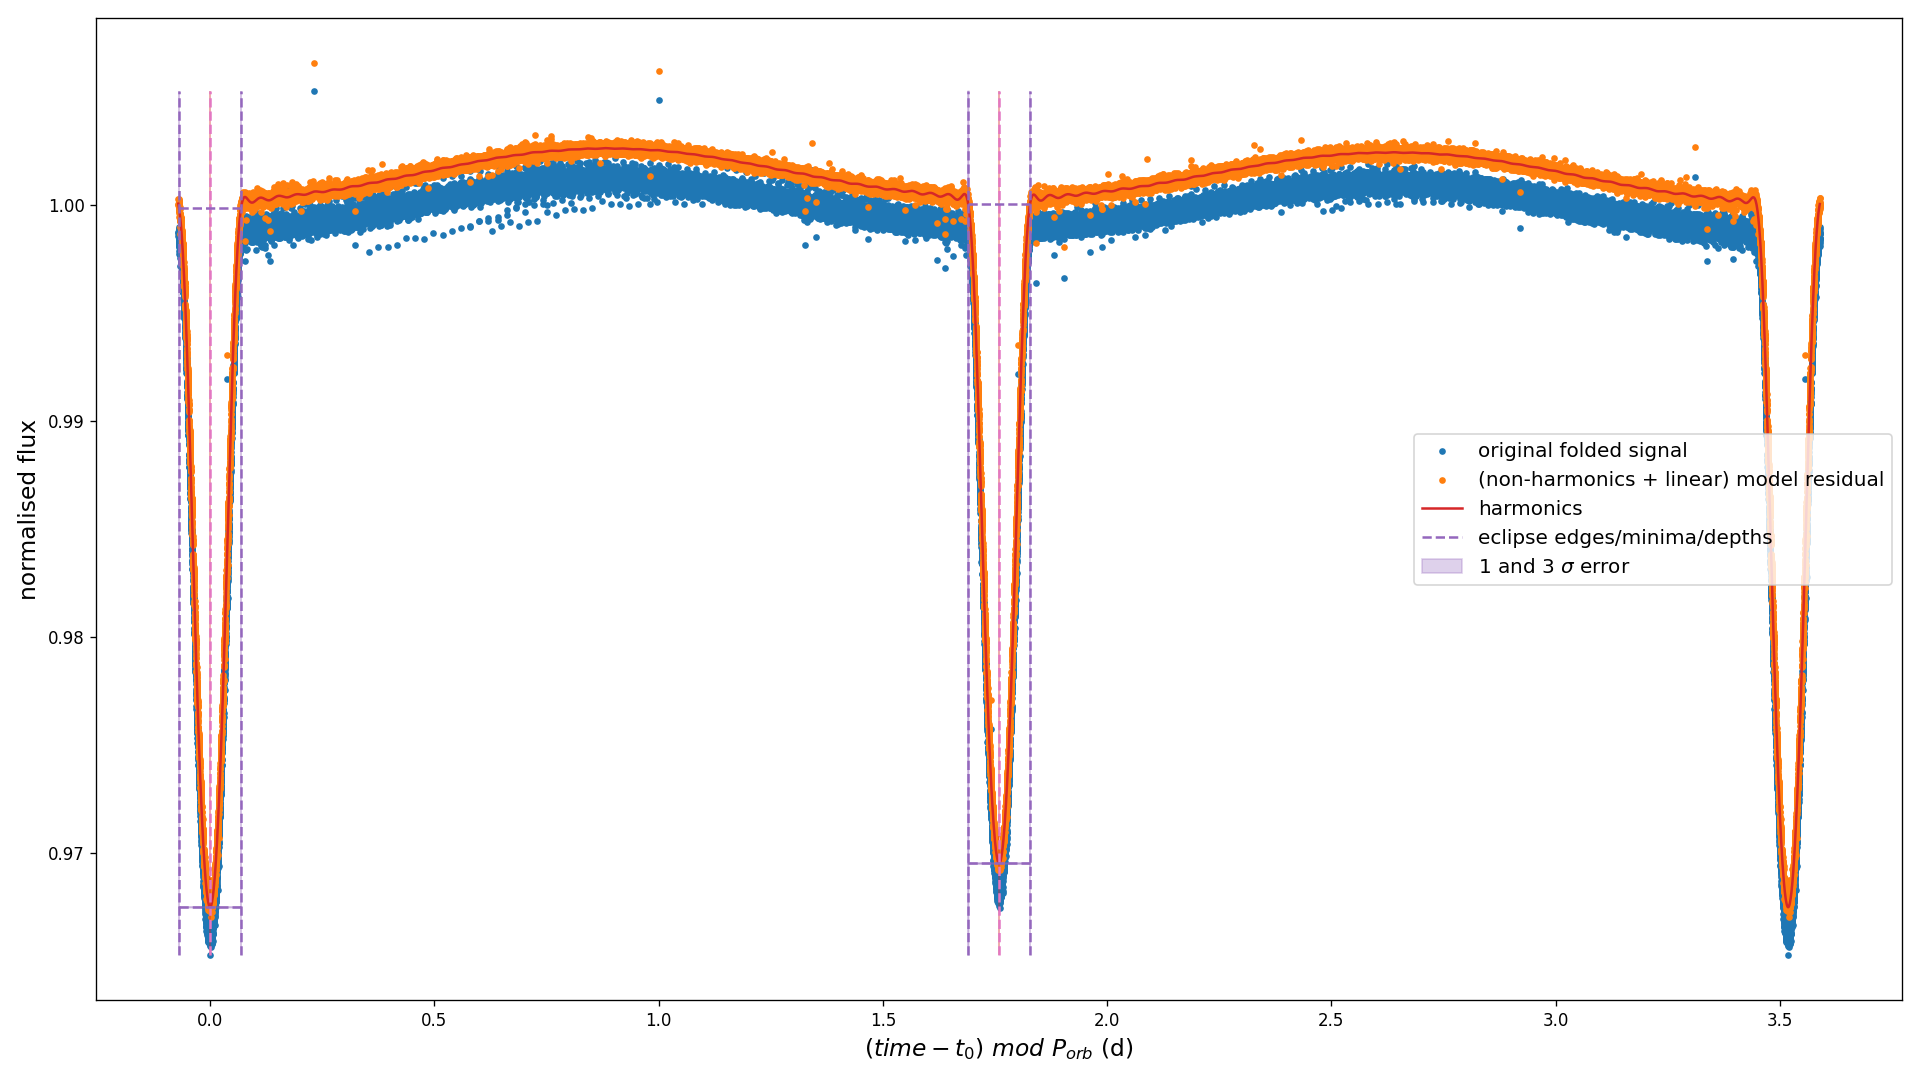 normalised flux
1.00
0.99
0.98
0.97
original folded signal
(non-harmonics + linear) model residual
harmonics
eclipse edges/minima/depths
1 and 3 σ error
0.0 0.5 1.0 1.5 2.0 2.5 3.0 3.5
(time − t₀) mod Pₒᵣb (d)